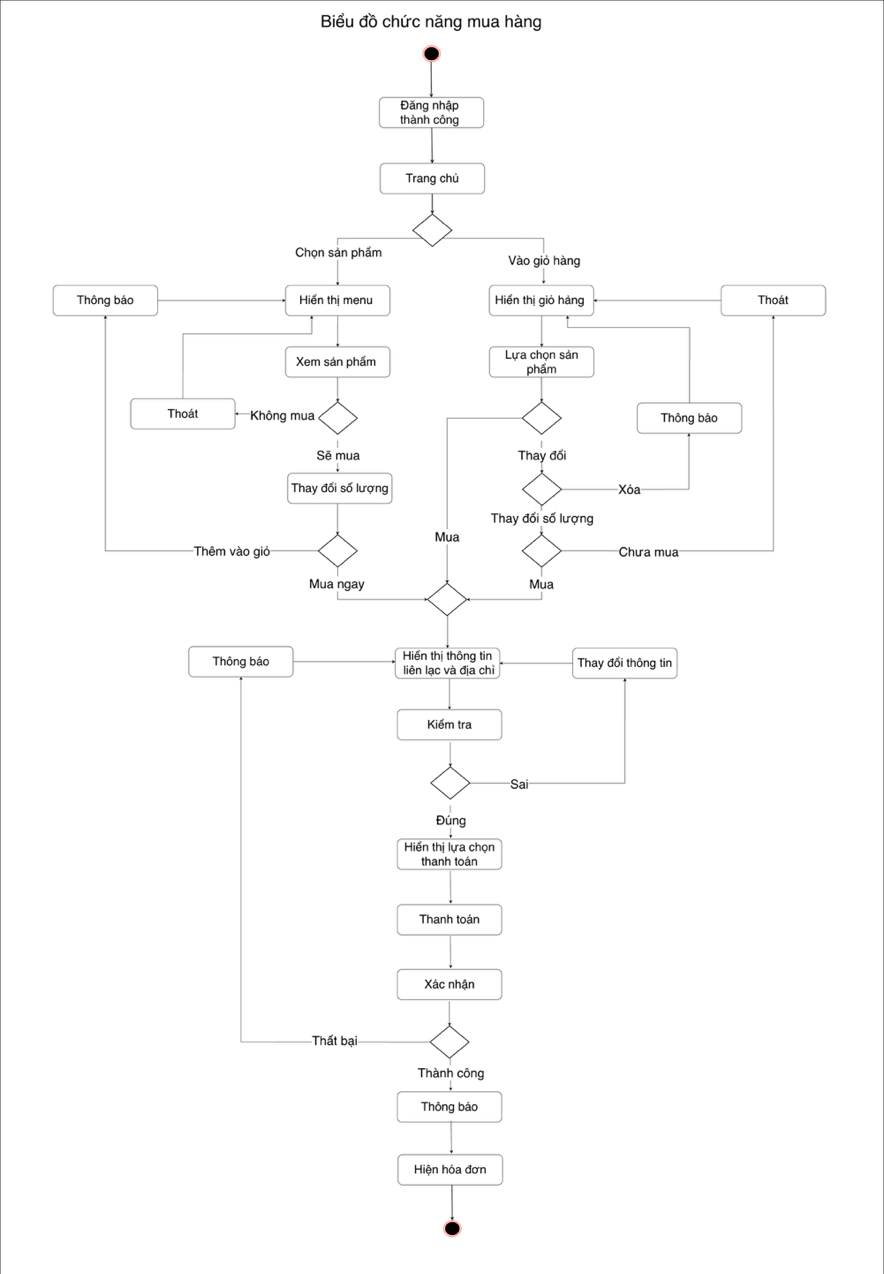 Biểu đồ chức năng mua hàng
Đăng nhập
thành công
Trang chủ
Chọn sản phẩm
Vào giỏ hàng
Thông báo
Hiển thị menu
Hiển thị giỏ hàng
Thoát
Xem sản phẩm
Lựa chọn sản
phẩm
Thoát
Không mua
Thông báo
Sẽ mua
Thay đổi
Thay đổi số lượng
Xóa
Thay đổi số lượng
Mua
Thêm vào giỏ
Chưa mua
Mua ngay
Mua
Thông báo
Hiển thị thông tin
liên lạc và địa chỉ
Thay đổi thông tin
Kiểm tra
Sai
Đúng
Hiển thị lựa chọn
thanh toán
Thanh toán
Xác nhận
Thất bại
Thành công
Thông báo
Hiện hóa đơn